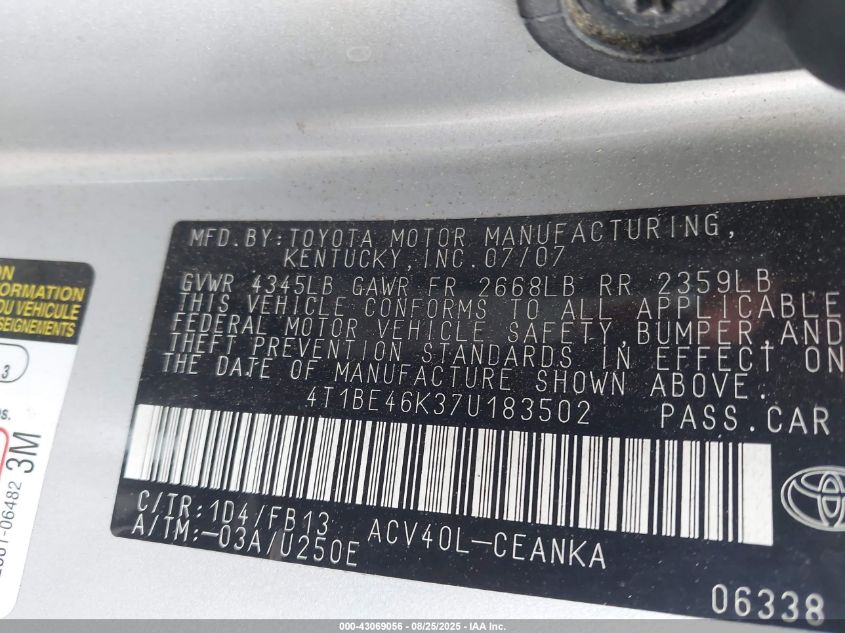 MFD.BY:TOYOTA MOTOR MANUFACTURING,
KENTUCKY,INC.07/07
GVWR 4345LB GAWR FR 2668LB RR 2359LB
THIS VEHICLE CONFORMS TO ALL APPLICABLE
FEDERAL MOTOR VEHICLE SAFETY,BUMPER,AND
THEFT PREVENTION STANDARDS IN EFFECT ON
THE DATE OF MANUFACTURE SHOWN ABOVE.
4T1BE46K37U183502 PASS.CAR
C/TR:1D4/FB13 ACV40L-CEANKA
A/TM:-03A/U250E
06338
ORMATION
DU VÉHICULE
SEIGNEMENTS
3M
000-43069056 - 08/25/2025 - IAA Inc.